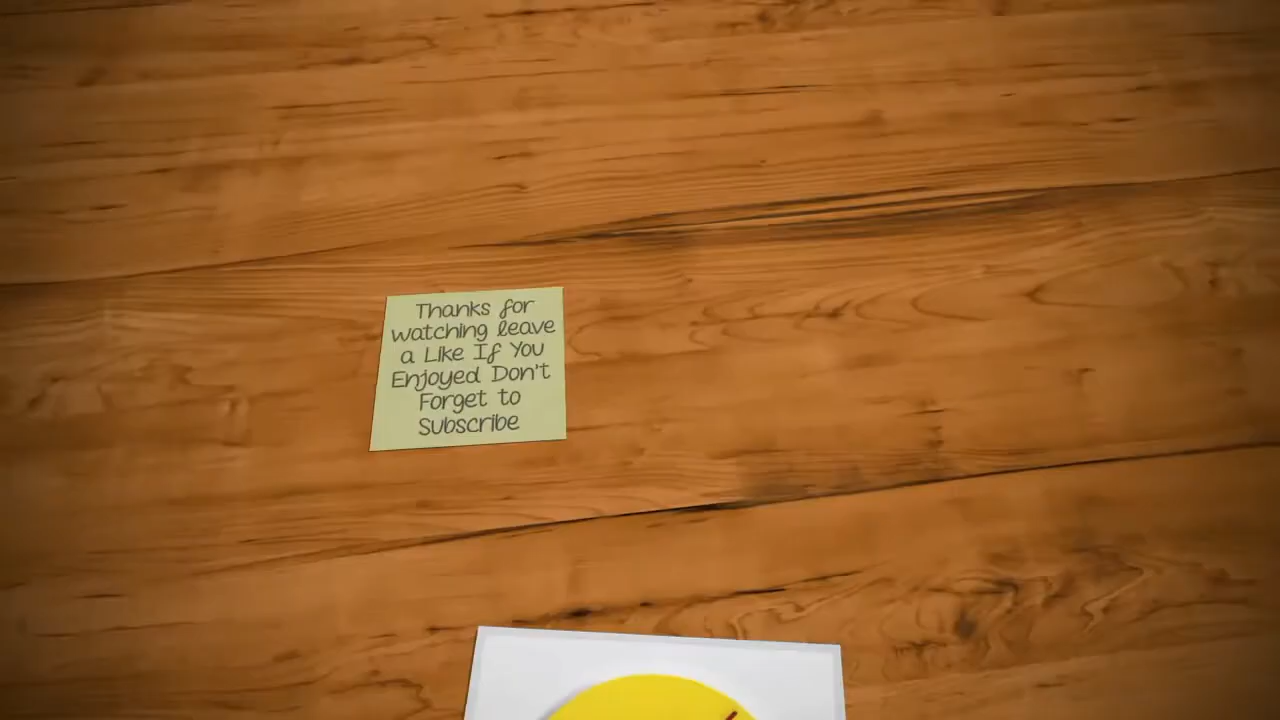 Thanks for
watching leave
a Like If You
Enjoyed Don't
Forget to
Subscribe